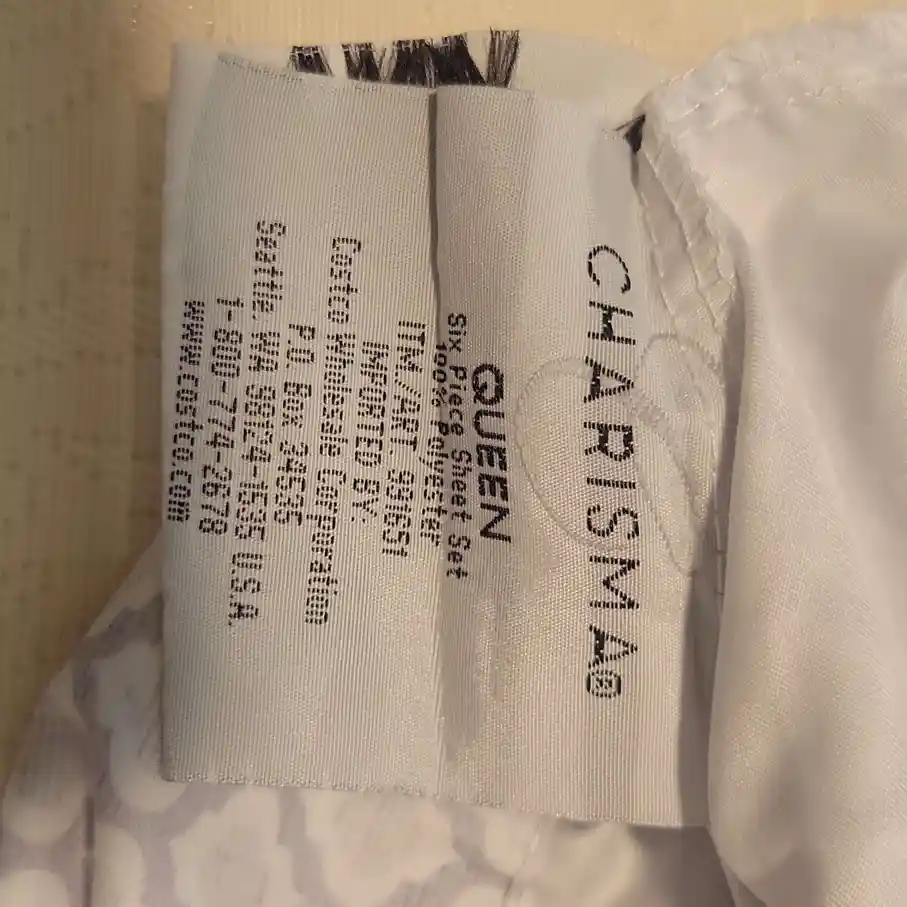 CHARISMA®
QUEEN
Six Piece Sheet Set
100% Polyester
ITM./ART. 991651
IMPORTED BY:
Costco Wholesale Corporation
P.O. Box 34535
Seattle, WA 98124-1535 U.S.A.
1-800-774-2678
www.costco.com